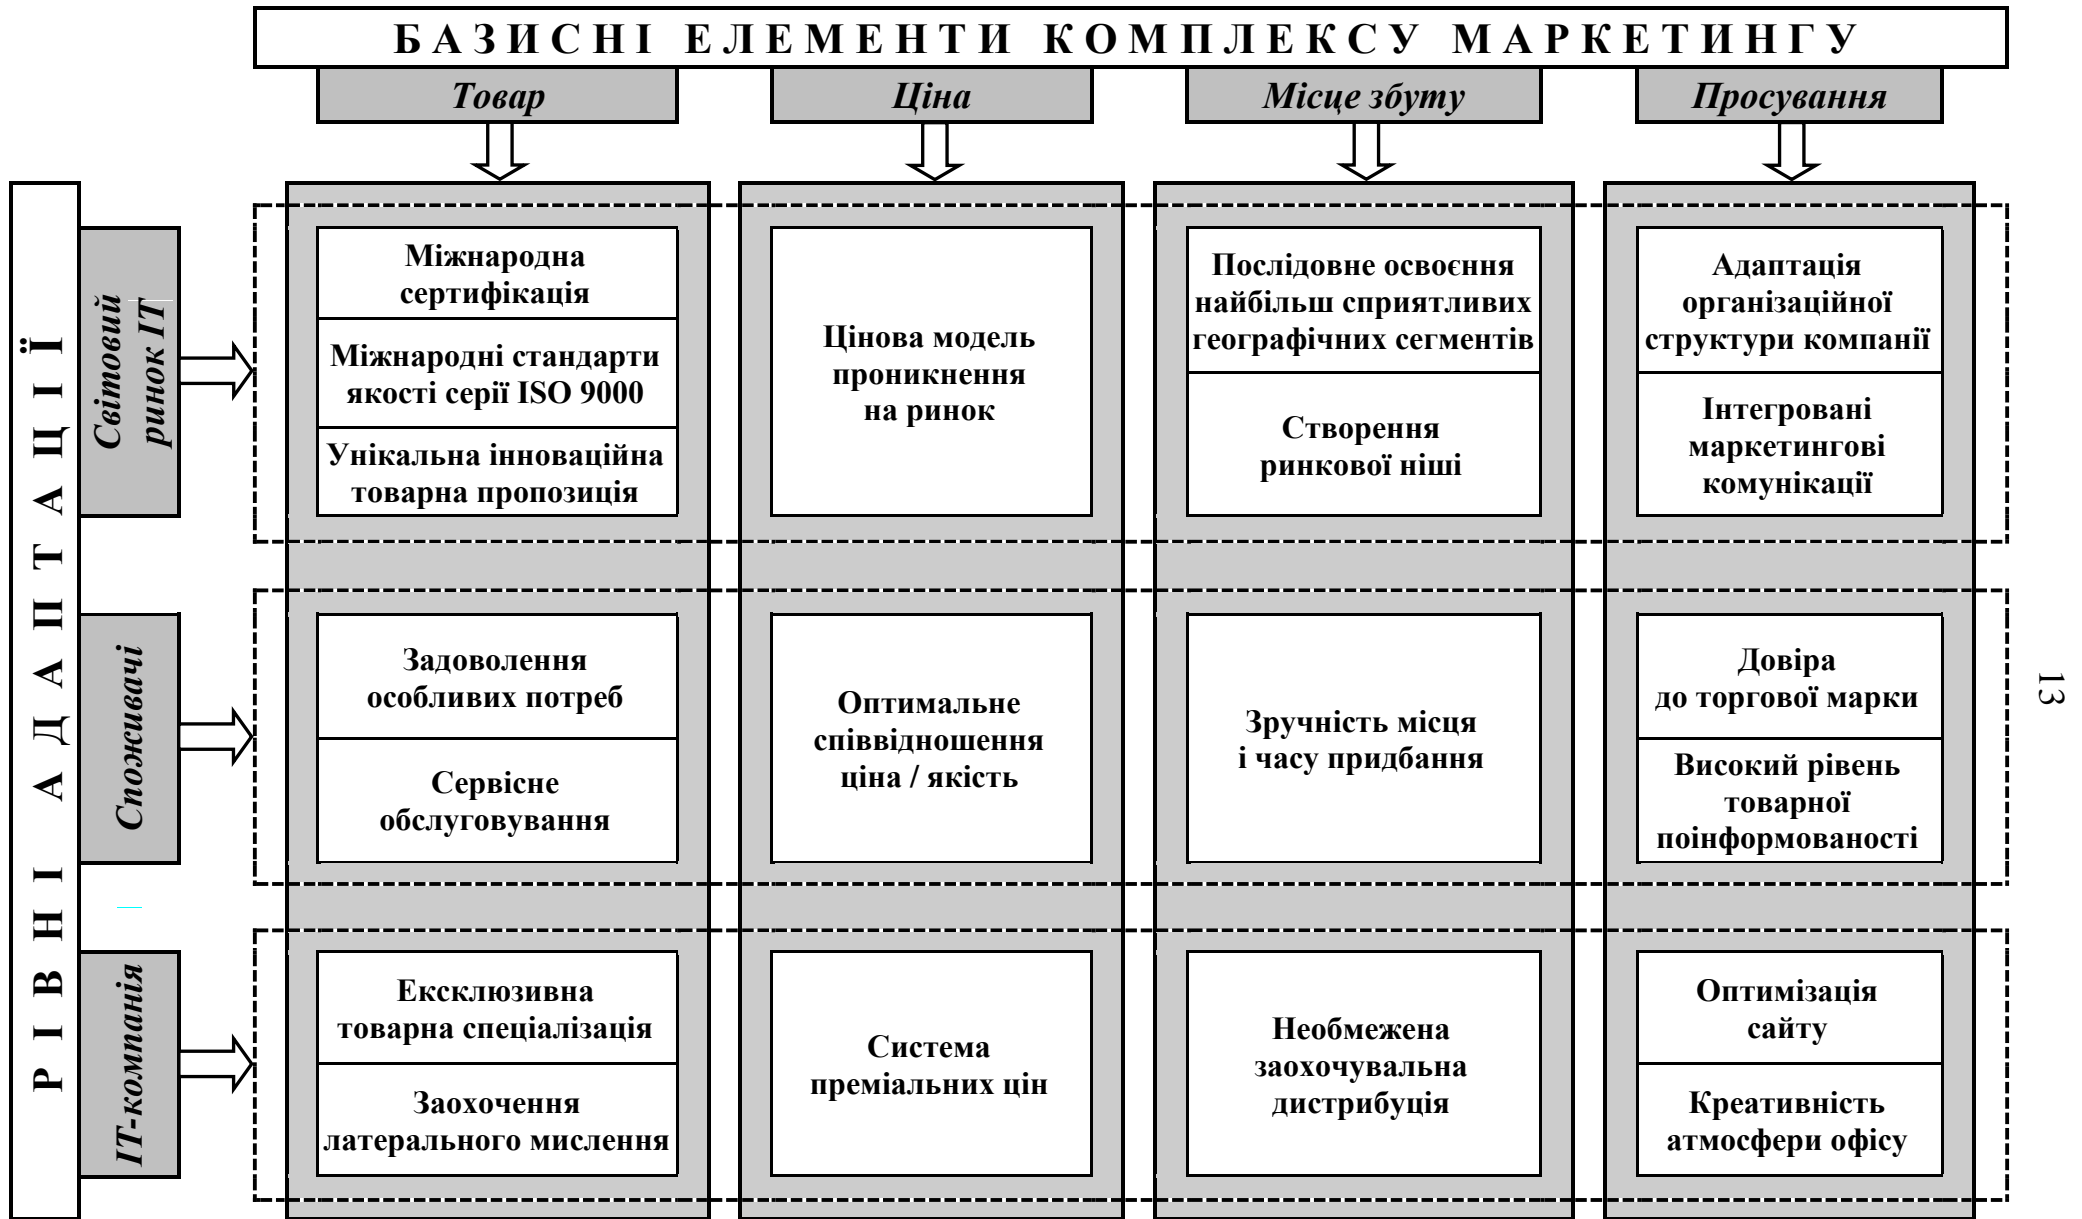 БАЗИСНІ ЕЛЕМЕНТИ КОМПЛЕКСУ МАРКЕТИНГУ
Товар
Ціна
Місце збуту
Просування
РІВНІ АДАПТАЦІЇ
Світовий
ринок ІТ
Міжнародна
сертифікація
Міжнародні стандарти
якості серії ISO 9000
Унікальна інноваційна
товарна пропозиція
Цінова модель
проникнення
на ринок
Послідовне освоєння
найбільш сприятливих
географічних сегментів
Створення
ринкової ніші
Адаптація
організаційної
структури компанії
Інтегровані
маркетингові
комунікації
Споживачі
Задоволення
особливих потреб
Сервісне
обслуговування
Оптимальне
співвідношення
ціна / якість
Зручність місця
і часу придбання
Довіра
до торгової марки
Високий рівень
товарної
поінформованості
ІТ-компанія
Ексклюзивна
товарна спеціалізація
Заохочення
латерального мислення
Система
преміальних цін
Необмежена
заохочувальна
дистрибуція
Оптимізація
сайту
Креативність
атмосфери офісу
13